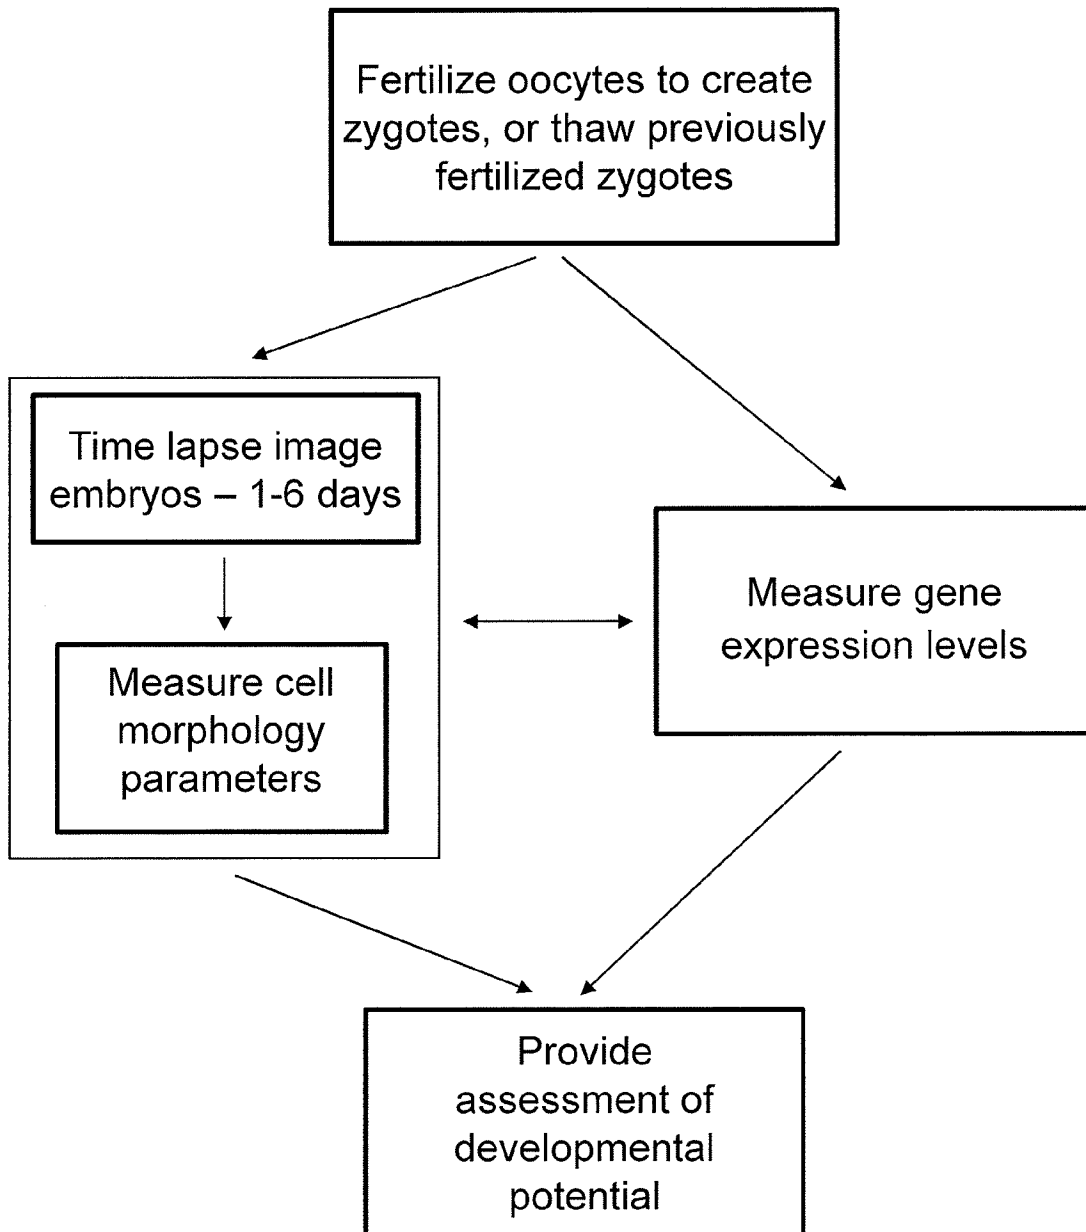 Fertilize oocytes to create
zygotes, or thaw previously
fertilized zygotes
Time lapse image
embryos – 1-6 days
Measure cell
morphology
parameters
Measure gene
expression levels
Provide
assessment of
developmental
potential